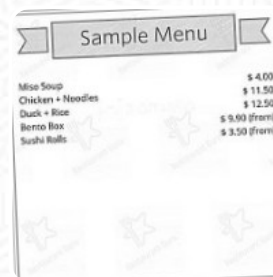 Sample Menu
Miso Soup $ 4.00
Chicken + Noodles $ 11.50
Duck + Rice $ 12.50
Bento Box $ 9.90 (from)
Sushi Rolls $ 3.50 (from)